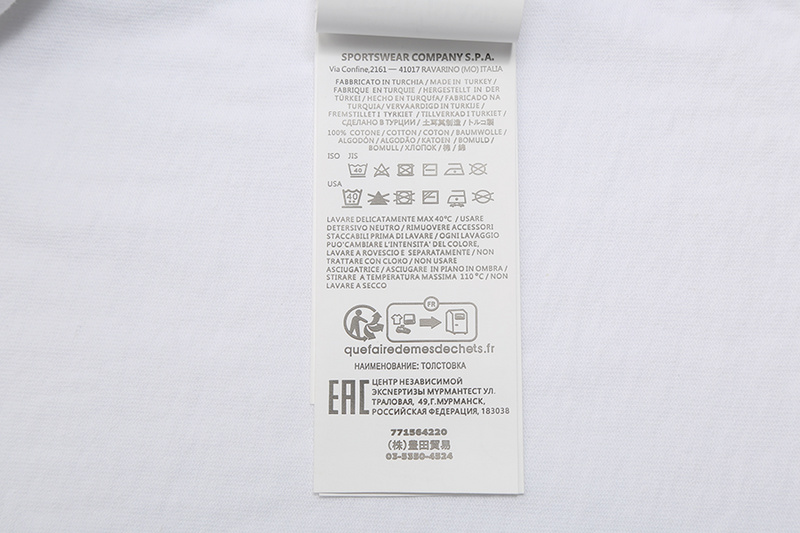 SPORTSWEAR COMPANY S.P.A.
Via Confine,2161 — 41017 RAVARINO (MO) ITALIA
FABBRICATO IN TURCHIA / MADE IN TURKEY/
FABRIQUE EN TURQUIE / HERGESTELLT IN DER
TÜRKEI / HECHO EN TURQUFA/ FABRICADO NA
TURQUIA/ VERVAARDIGD IN TURKIJE/
FREMSTILLET I TYRKIET / TILLVERKAD I TURKIET/
СДЕЛАНО В ТУРЦИИ / 土耳其制造 / トルコ製
100% COTONE / COTTON / COTON / BAUMWOLLE/
ALGODÓN / ALGODÃO / KATOEN / BOMULD /
BOMULL / ХЛОПОК / 棉 / 綿
ISO JIS
40
USA
40
LAVARE DELICATAMENTE MAX 40°C / USARE
DETERSIVO NEUTRO / RIMUOVERE ACCESSORI
STACCABILI PRIMA DI LAVARE / OGNI LAVAGGIO
PUO'CAMBIARE L'INTENSITA' DEL COLORE,
LAVARE A ROVESCIO E SEPARATAMENTE / NON
TRATTARE CON CLORO / NON USARE
ASCIUGATRICE / ASCIUGARE IN PIANO IN OMBRA/
STIRARE A TEMPERATURA MASSIMA 110°C / NON
LAVARE A SECCO
FR
quefairedemesdechets.fr
НАИМЕНОВАНИЕ: ТОЛСТОВКА
EAC
ЦЕНТР НЕЗАВИСИМОЙ
ЭКСПЕРТИЗЫ МУРМАНТЕСТ УЛ.
ТРАЛОВАЯ, 49,Г.МУРМАНСК,
РОССИЙСКАЯ ФЕДЕРАЦИЯ, 183038
771564220
(株)豊田貿易
03-5350-4524